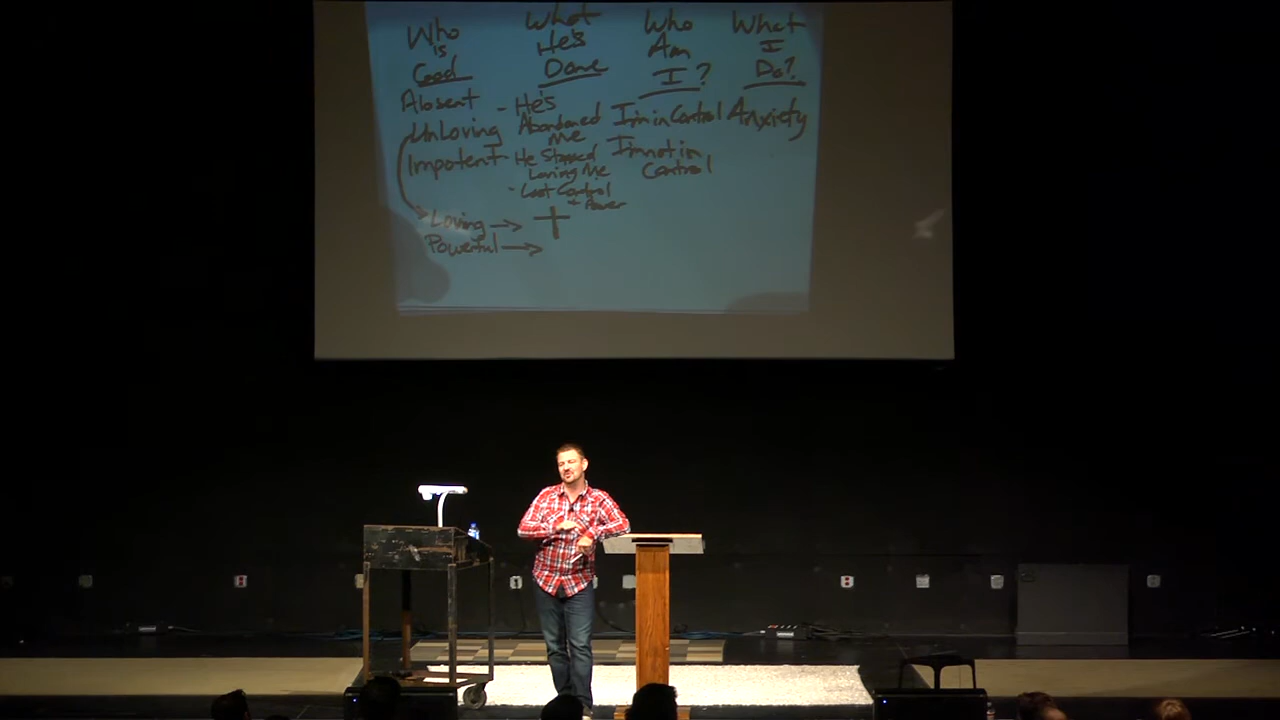 Who
is
God
Absent
UnLoving
Impotent
Loving →
Powerful →
What
He's
Done
- He's
Abandoned
Me
- He Stopped
Loving Me
- Lost Control
+ Power
Who
Am
I?
I'm in Control
I'm not in
Control
What
I
Do?
Anxiety